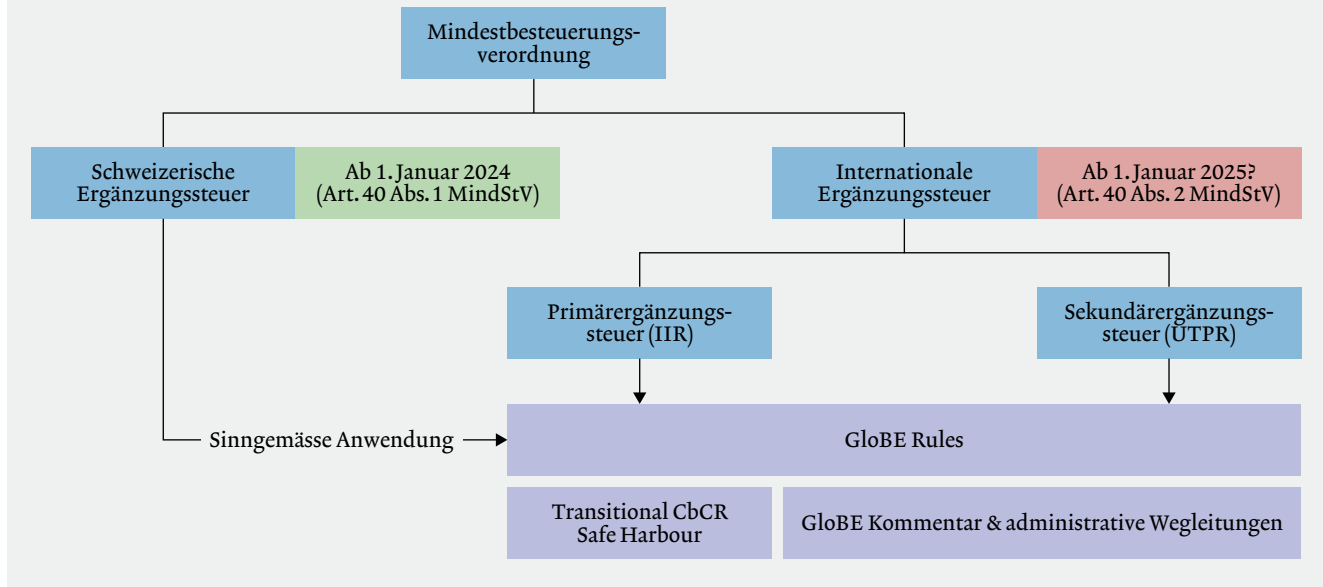 Mindestbesteuerungs-
verordnung
Schweizerische
Ergänzungssteuer
Ab 1. Januar 2024
(Art. 40 Abs. 1 MindStV)
Internationale
Ergänzungssteuer
Ab 1. Januar 2025?
(Art. 40 Abs. 2 MindStV)
Primärergänzungs-
steuer (IIR)
Sekundärergänzungs-
steuer (UTPR)
Sinngemässe Anwendung
GloBE Rules
Transitional CbCR
Safe Harbour
GloBE Kommentar & administrative Wegleitungen